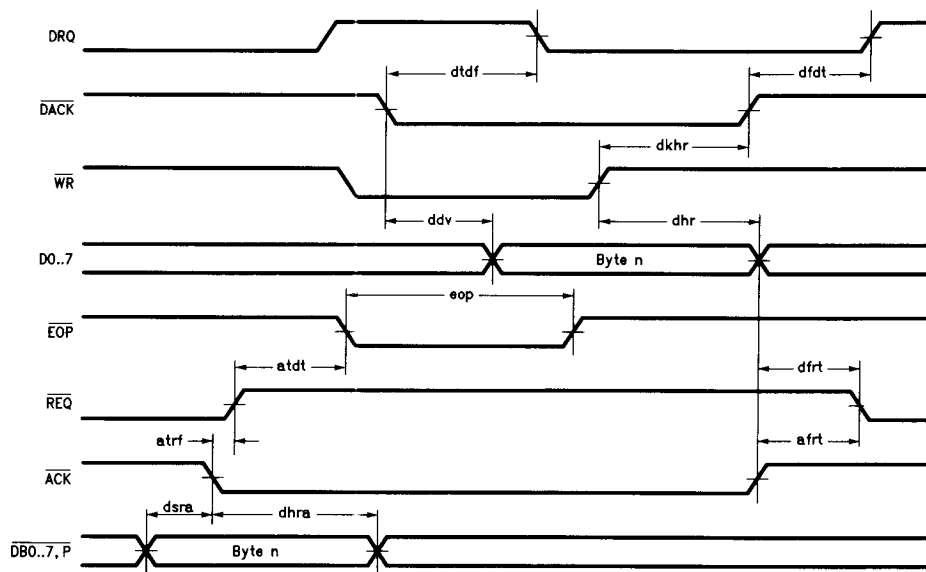 DRQ
dtdf
dfdt
DACK
dkhr
WR
ddv
dhr
D0..7
Byte n
eop
EOP
atdt
dfrt
REQ
atrf
afrt
ACK
dsra
dhra
DB0..7, P
Byte n